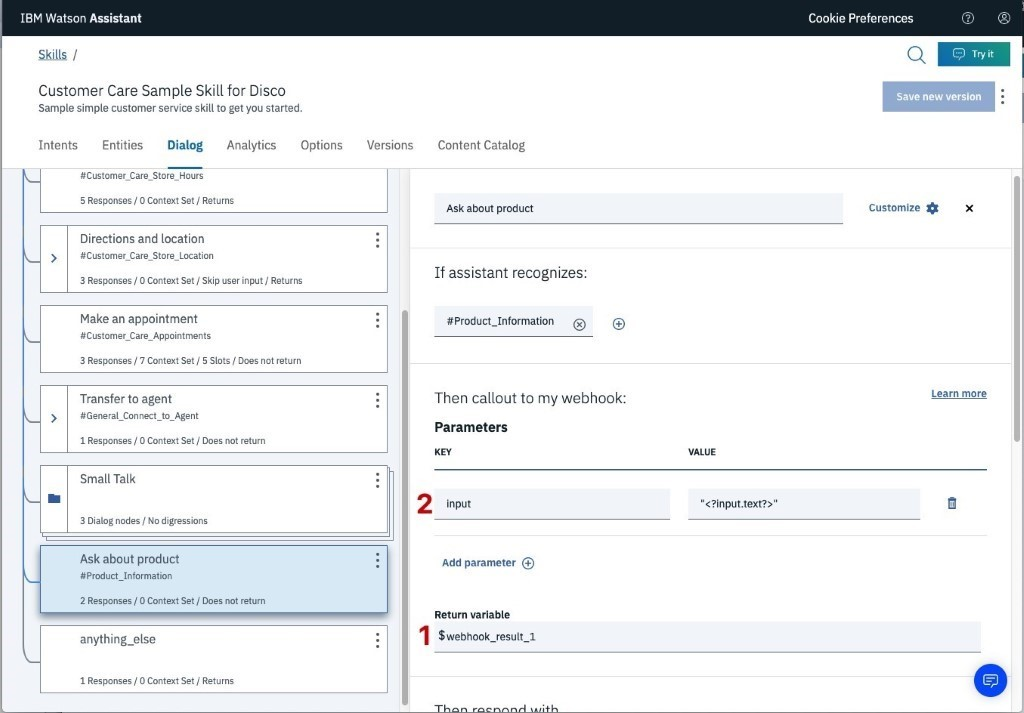 IBM Watson Assistant
Cookie Preferences
Skills /
Try it
Customer Care Sample Skill for Disco
Sample simple customer service skill to get you started.
Save new version
Intents Entities Dialog Analytics Options Versions Content Catalog
#Customer_Care_Store_Hours
5 Responses / 0 Context Set / Returns
Directions and location
#Customer_Care_Store_Location
3 Responses / 0 Context Set / Skip user input / Returns
Make an appointment
#Customer_Care_Appointments
3 Responses / 7 Context Set / 5 Slots / Does not return
Transfer to agent
#General_Connect_to_Agent
1 Responses / 0 Context Set / Does not return
Small Talk
3 Dialog nodes / No digressions
Ask about product
#Product_Information
2 Responses / 0 Context Set / Does not return
anything_else
1 Responses / 0 Context Set / Returns
Ask about product
Customize
If assistant recognizes:
#Product_Information
Then callout to my webhook:
Learn more
Parameters
KEY VALUE
2 input "<?input.text?>"
Add parameter
Return variable
1 $webhook_result_1
Then respond with